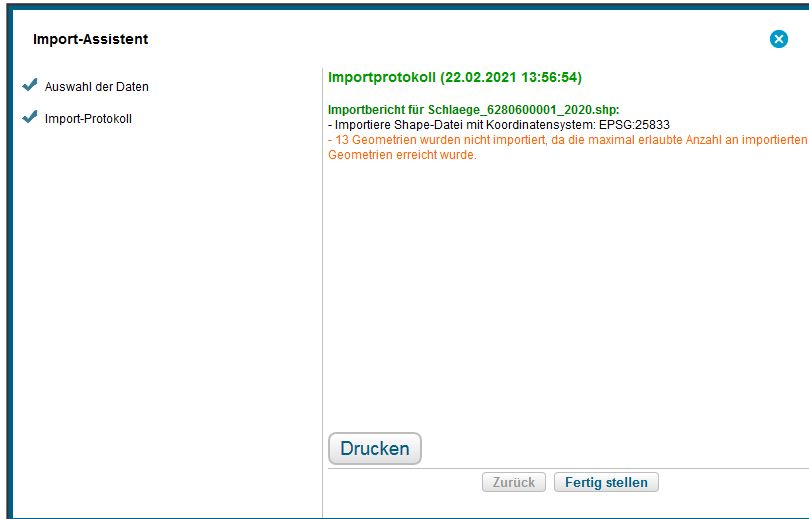 Import-Assistent
Auswahl der Daten
Import-Protokoll
Importprotokoll (22.02.2021 13:56:54)
Importbericht für Schlaege_6280600001_2020.shp:
- Importiere Shape-Datei mit Koordinatensystem: EPSG:25833
- 13 Geometrien wurden nicht importiert, da die maximal erlaubte Anzahl an importierten
Geometrien erreicht wurde.
Drucken
Zurück
Fertig stellen